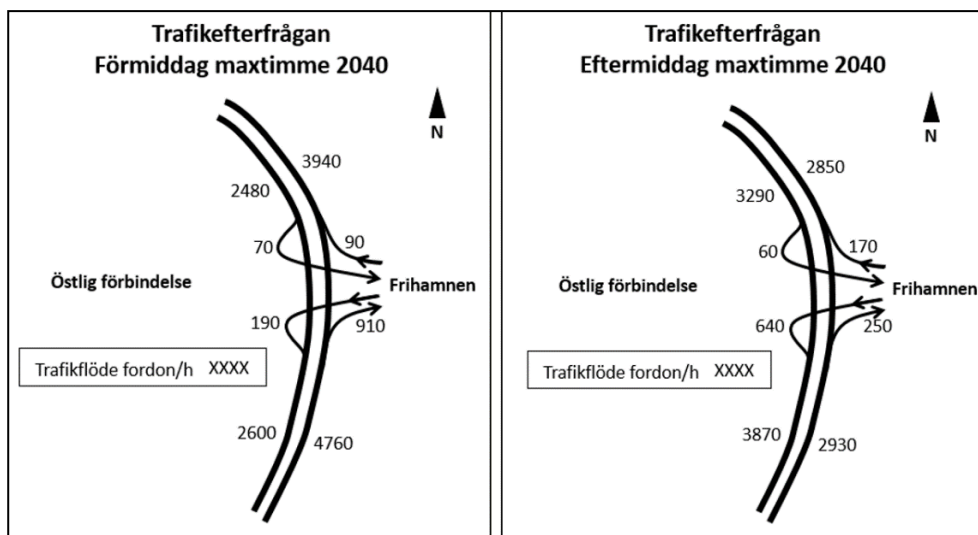 Trafikefterfrågan
Förmiddag maxtimme 2040
N
3940
2480
70
90
Östlig förbindelse
Frihamnen
190
910
Trafikflöde fordon/h XXXX
2600
4760
Trafikefterfrågan
Eftermiddag maxtimme 2040
N
2850
3290
60
170
Östlig förbindelse
Frihamnen
640
250
Trafikflöde fordon/h XXXX
3870
2930